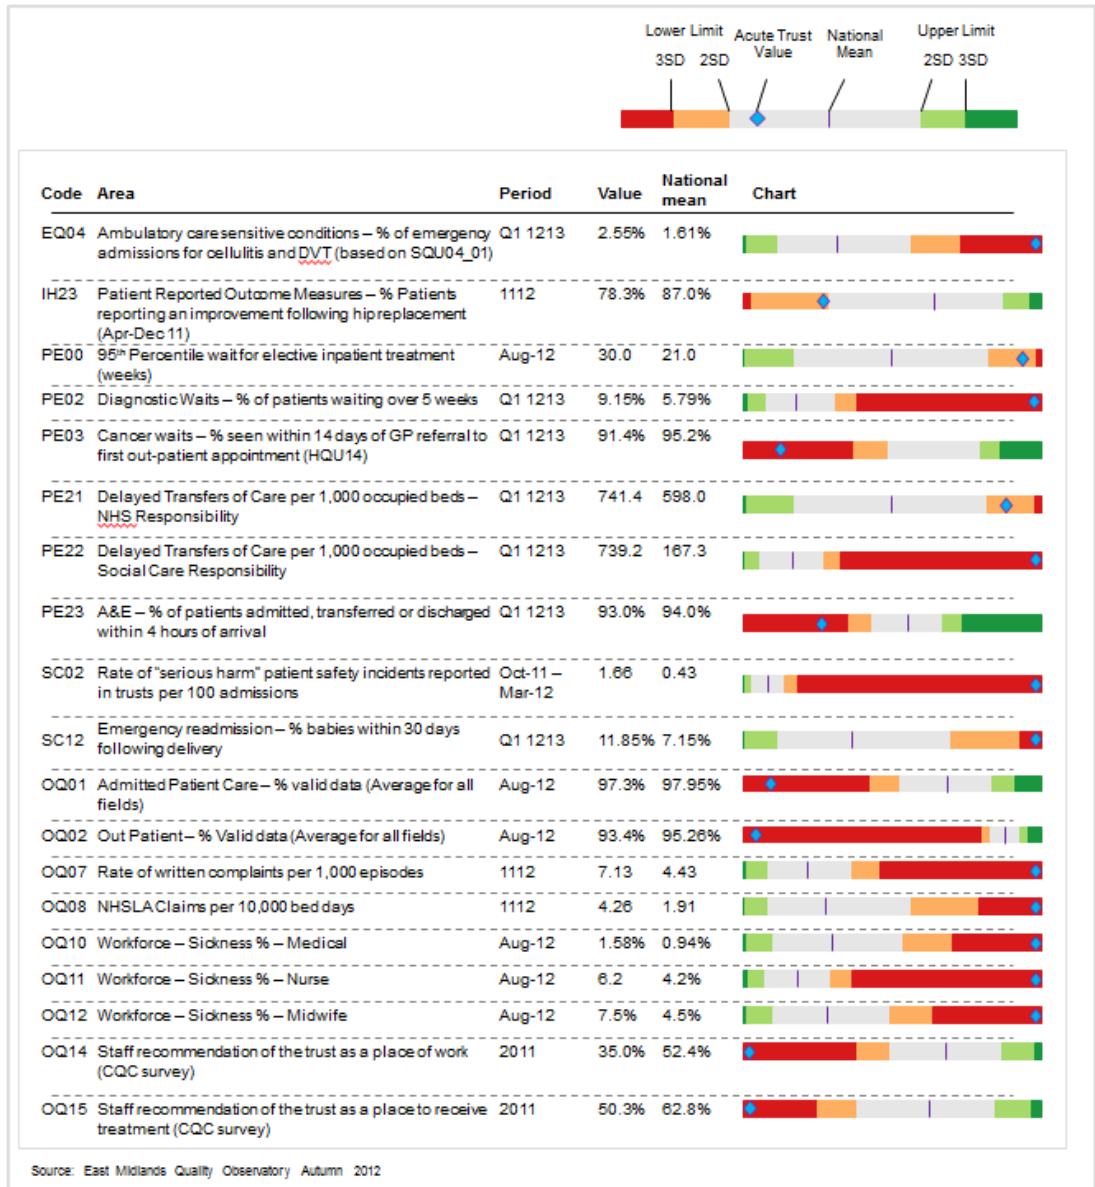 Lower Limit Acute Trust Value National Mean Upper Limit
3SD 2SD 2SD 3SD
Code Area Period Value National mean Chart
EQ04 Ambulatory care sensitive conditions – % of emergency Q1 1213 2.55% 1.61%
admissions for cellulitis and DVT (based on SQU04_01)
IH23 Patient Reported Outcome Measures – % Patients 1112 78.3% 87.0%
reporting an improvement following hip replacement
(Apr-Dec 11)
PE00 95th Percentile wait for elective inpatient treatment Aug-12 30.0 21.0
(weeks)
PE02 Diagnostic Waits – % of patients waiting over 5 weeks Q1 1213 9.15% 5.79%
PE03 Cancer waits – % seen within 14 days of GP referral to Q1 1213 91.4% 95.2%
first out-patient appointment (HQU14)
PE21 Delayed Transfers of Care per 1,000 occupied beds – Q1 1213 741.4 598.0
NHS Responsibility
PE22 Delayed Transfers of Care per 1,000 occupied beds – Q1 1213 739.2 167.3
Social Care Responsibility
PE23 A&E – % of patients admitted, transferred or discharged Q1 1213 93.0% 94.0%
within 4 hours of arrival
SC02 Rate of "serious harm" patient safety incidents reported Oct-11 – 1.66 0.43
in trusts per 100 admissions Mar-12
SC12 Emergency readmission – % babies within 30 days Q1 1213 11.85% 7.15%
following delivery
OQ01 Admitted Patient Care – % valid data (Average for all Aug-12 97.3% 97.95%
fields)
OQ02 Out Patient – % Valid data (Average for all fields) Aug-12 93.4% 95.26%
OQ07 Rate of written complaints per 1,000 episodes 1112 7.13 4.43
OQ08 NHSLA Claims per 10,000 bed days 1112 4.26 1.91
OQ10 Workforce – Sickness % – Medical Aug-12 1.58% 0.94%
OQ11 Workforce – Sickness % – Nurse Aug-12 6.2 4.2%
OQ12 Workforce – Sickness % – Midwife Aug-12 7.5% 4.5%
OQ14 Staff recommendation of the trust as a place of work 2011 35.0% 52.4%
(CQC survey)
OQ15 Staff recommendation of the trust as a place to receive 2011 50.3% 62.8%
treatment (CQC survey)
Source: East Midlands Quality Observatory Autumn 2012